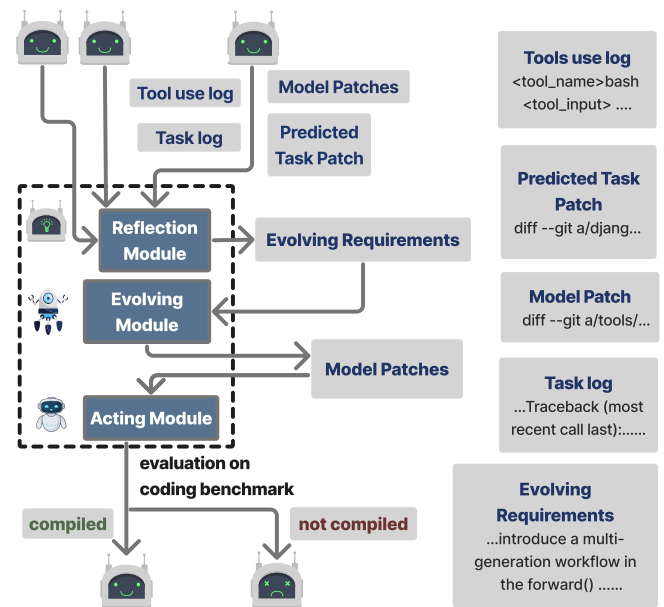 Tool use log
Model Patches
Task log
Predicted
Task Patch
Reflection
Module
Evolving Requirements
Evolving
Module
Model Patches
Acting Module
evaluation on
coding benchmark
compiled
not compiled
Tools use log
<tool_name>bash
<tool_input> ....
Predicted Task
Patch
diff --git a/djang...
Model Patch
diff --git a/tools/...
Task log
...Traceback (most
recent call last):......
Evolving
Requirements
...introduce a multi-
generation workflow in
the forward() ......